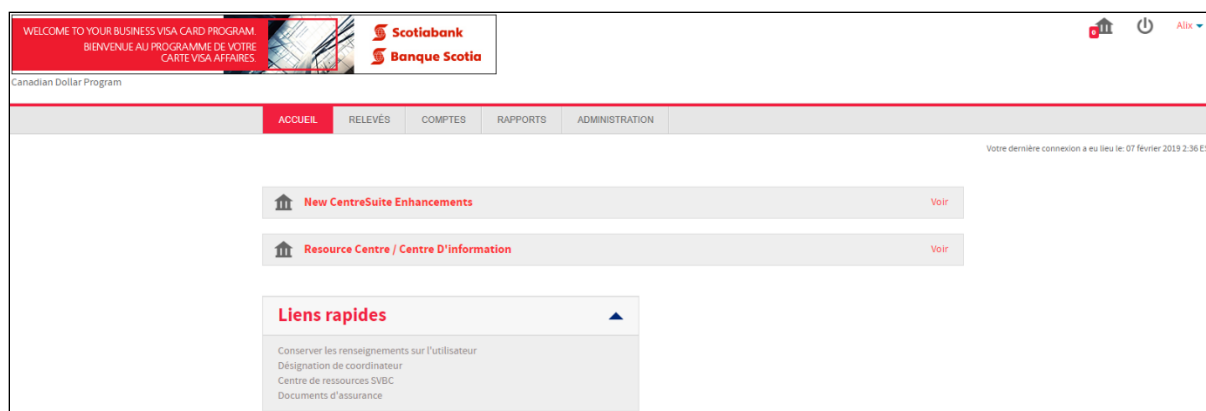 WELCOME TO YOUR BUSINESS VISA CARD PROGRAM.
BIENVENUE AU PROGRAMME DE VOTRE
CARTE VISA AFFAIRES.
Scotiabank
Banque Scotia
0
Alix
Canadian Dollar Program
ACCUEIL RELEVÉS COMPTES RAPPORTS ADMINISTRATION
Votre dernière connexion a eu lieu le: 07 février 2019 2:36
New CentreSuite Enhancements Voir
Resource Centre / Centre D'information Voir
Liens rapides
Conserver les renseignements sur l'utilisateur
Désignation de coordinateur
Centre de ressources SVBC
Documents d'assurance